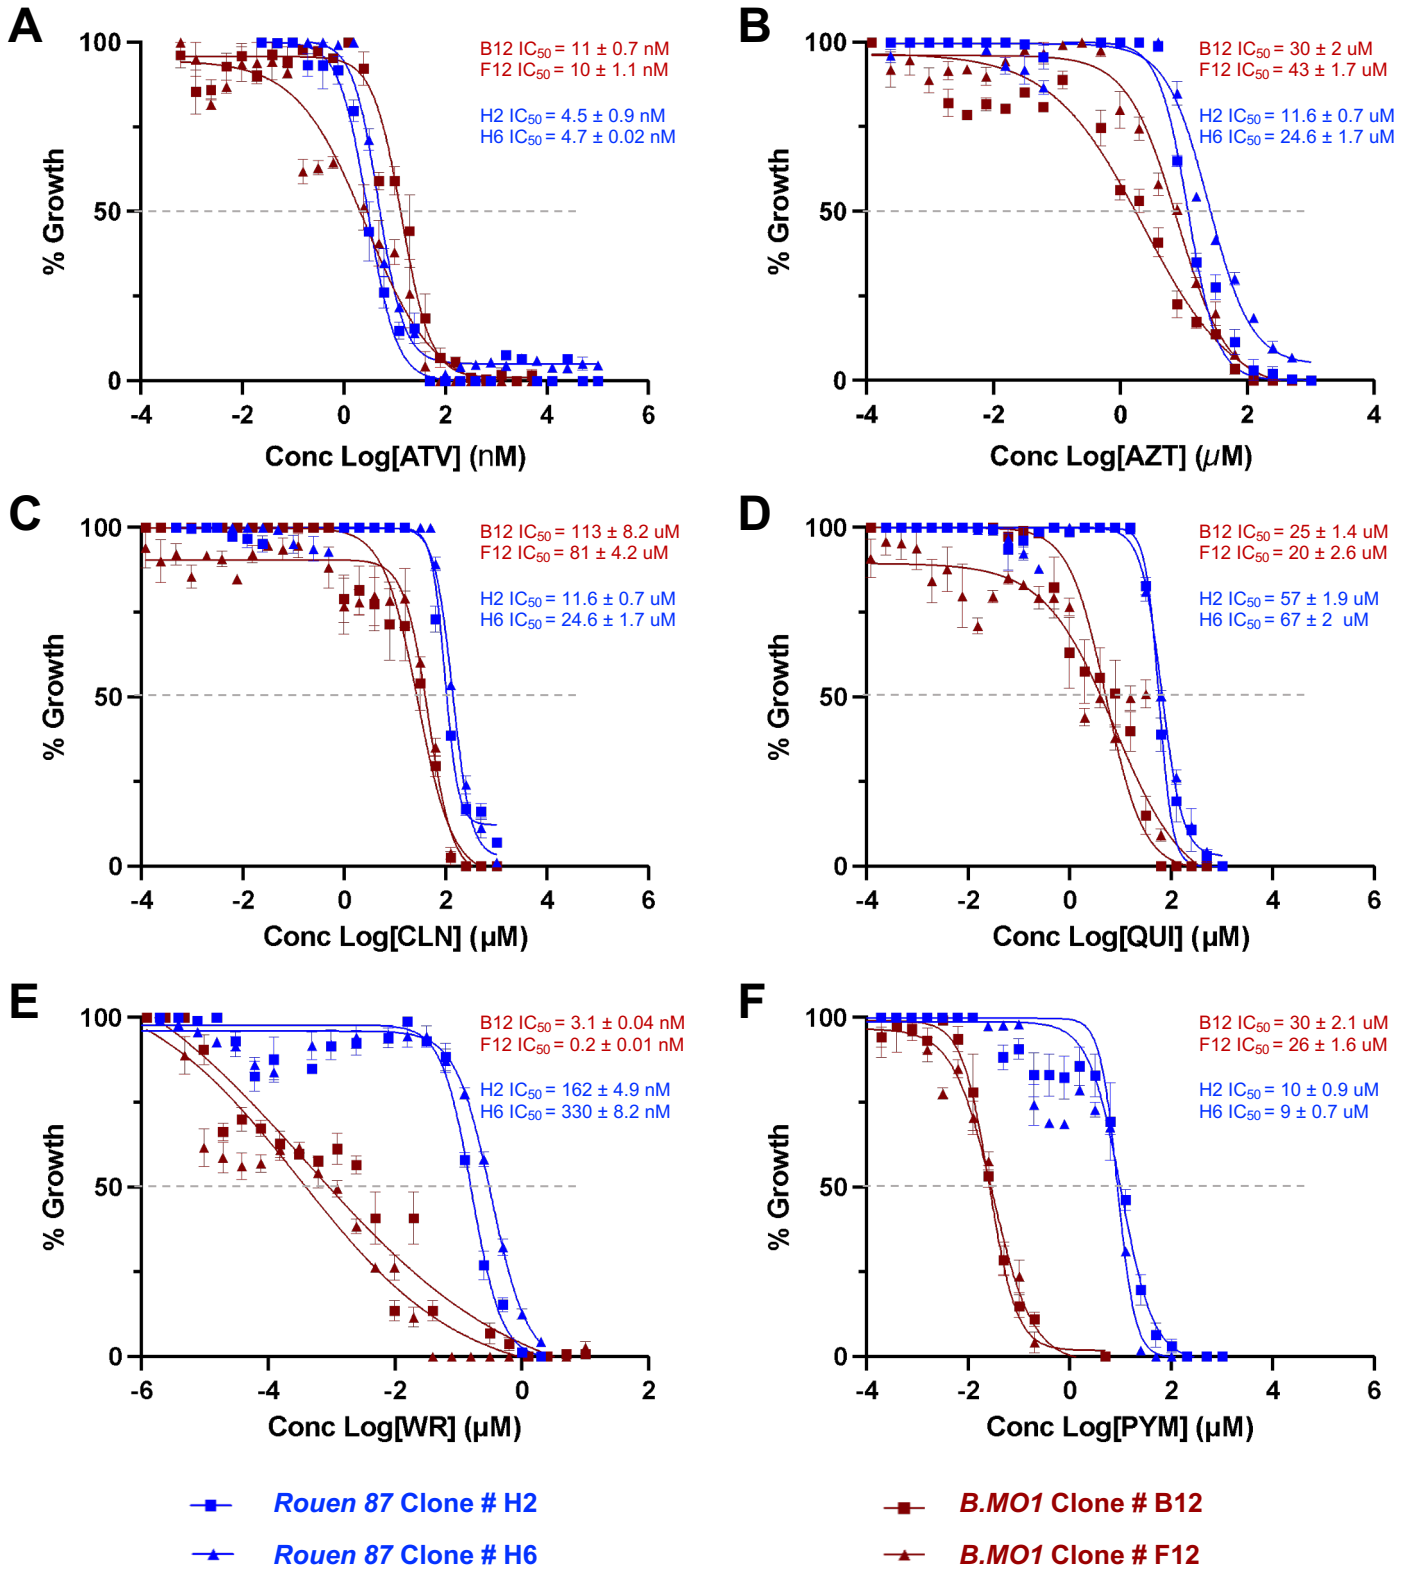 A
100
50
0
-4 -2 0 2 4 6
% Growth
Conc Log[ATV] (nM)
B12 IC50 = 11 ± 0.7 nM
F12 IC50 = 10 ± 1.1 nM
H2 IC50 = 4.5 ± 0.9 nM
H6 IC50 = 4.7 ± 0.02 nM
B
100
50
0
-4 -2 0 2 4
% Growth
Conc Log[AZT] (μM)
B12 IC50 = 30 ± 2 uM
F12 IC50 = 43 ± 1.7 uM
H2 IC50 = 11.6 ± 0.7 uM
H6 IC50 = 24.6 ± 1.7 uM
C
100
50
0
-4 -2 0 2 4 6
% Growth
Conc Log[CLN] (μM)
B12 IC50 = 113 ± 8.2 uM
F12 IC50 = 81 ± 4.2 uM
H2 IC50 = 11.6 ± 0.7 uM
H6 IC50 = 24.6 ± 1.7 uM
D
100
50
0
-4 -2 0 2 4 6
% Growth
Conc Log[QUI] (μM)
B12 IC50 = 25 ± 1.4 uM
F12 IC50 = 20 ± 2.6 uM
H2 IC50 = 57 ± 1.9 uM
H6 IC50 = 67 ± 2 uM
E
100
50
0
-6 -4 -2 0 2
% Growth
Conc Log[WR] (μM)
B12 IC50 = 3.1 ± 0.04 nM
F12 IC50 = 0.2 ± 0.01 nM
H2 IC50 = 162 ± 4.9 nM
H6 IC50 = 330 ± 8.2 nM
F
100
50
0
-4 -2 0 2 4 6
% Growth
Conc Log[PYM] (μM)
B12 IC50 = 30 ± 2.1 uM
F12 IC50 = 26 ± 1.6 uM
H2 IC50 = 10 ± 0.9 uM
H6 IC50 = 9 ± 0.7 uM
Rouen 87 Clone # H2
Rouen 87 Clone # H6
B.MO1 Clone # B12
B.MO1 Clone # F12